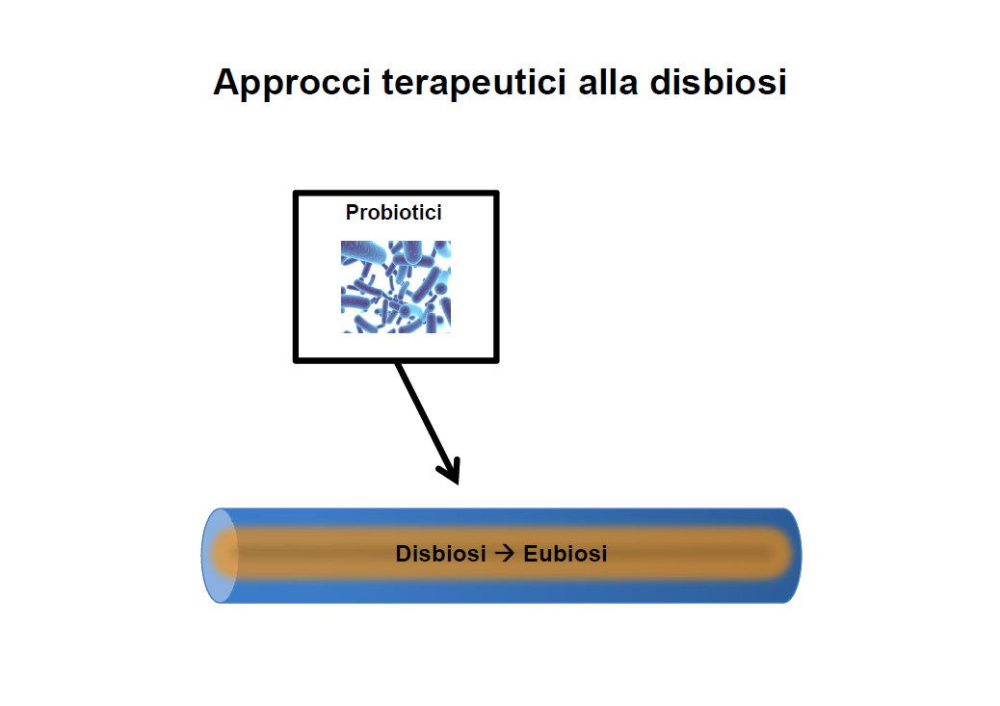 Approcci terapeutici alla disbiosi
Probiotici
Disbiosi → Eubiosi